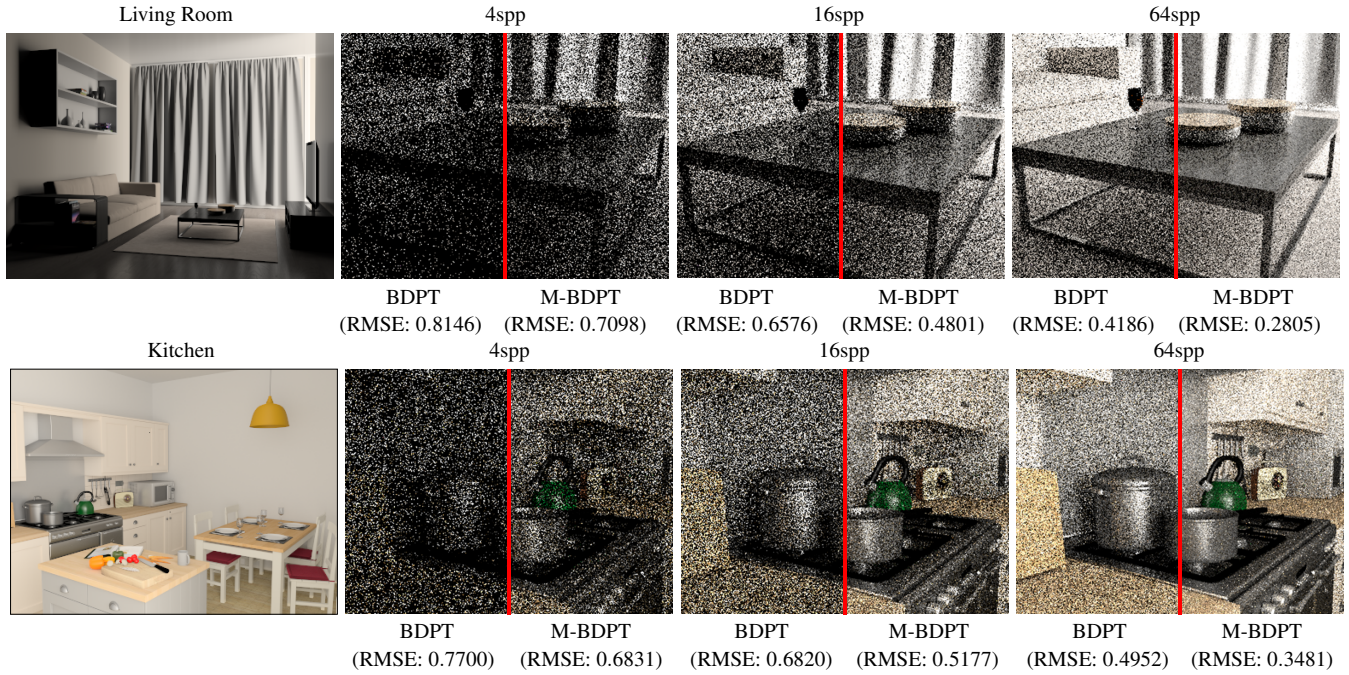 Living Room 4spp 16spp 64spp
BDPT M-BDPT BDPT M-BDPT BDPT M-BDPT
(RMSE: 0.8146) (RMSE: 0.7098) (RMSE: 0.6576) (RMSE: 0.4801) (RMSE: 0.4186) (RMSE: 0.2805)
Kitchen 4spp 16spp 64spp
BDPT M-BDPT BDPT M-BDPT BDPT M-BDPT
(RMSE: 0.7700) (RMSE: 0.6831) (RMSE: 0.6820) (RMSE: 0.5177) (RMSE: 0.4952) (RMSE: 0.3481)